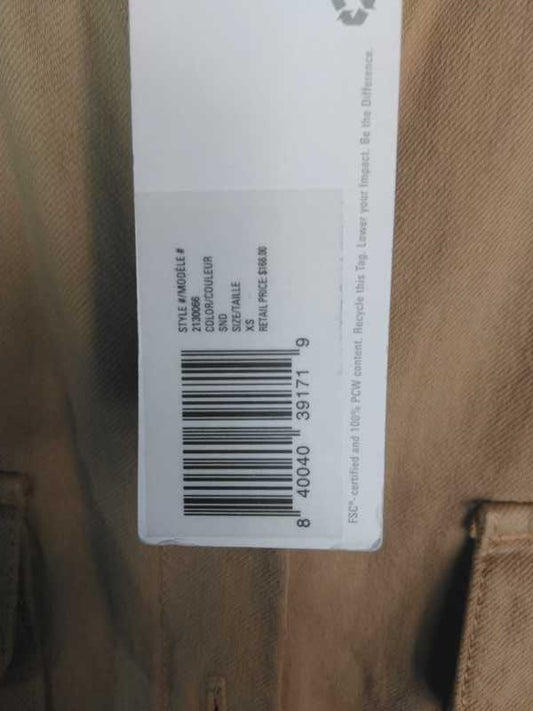 STYLE #/MODÈLE #
2130066
COLOR/COULEUR
SND
SIZE/TAILLE
XS
RETAIL PRICE: $168.00
8 40040 39171 9
FSC®-certified and 100% PCW content. Recycle this Tag. Lower your Impact. Be the Difference.